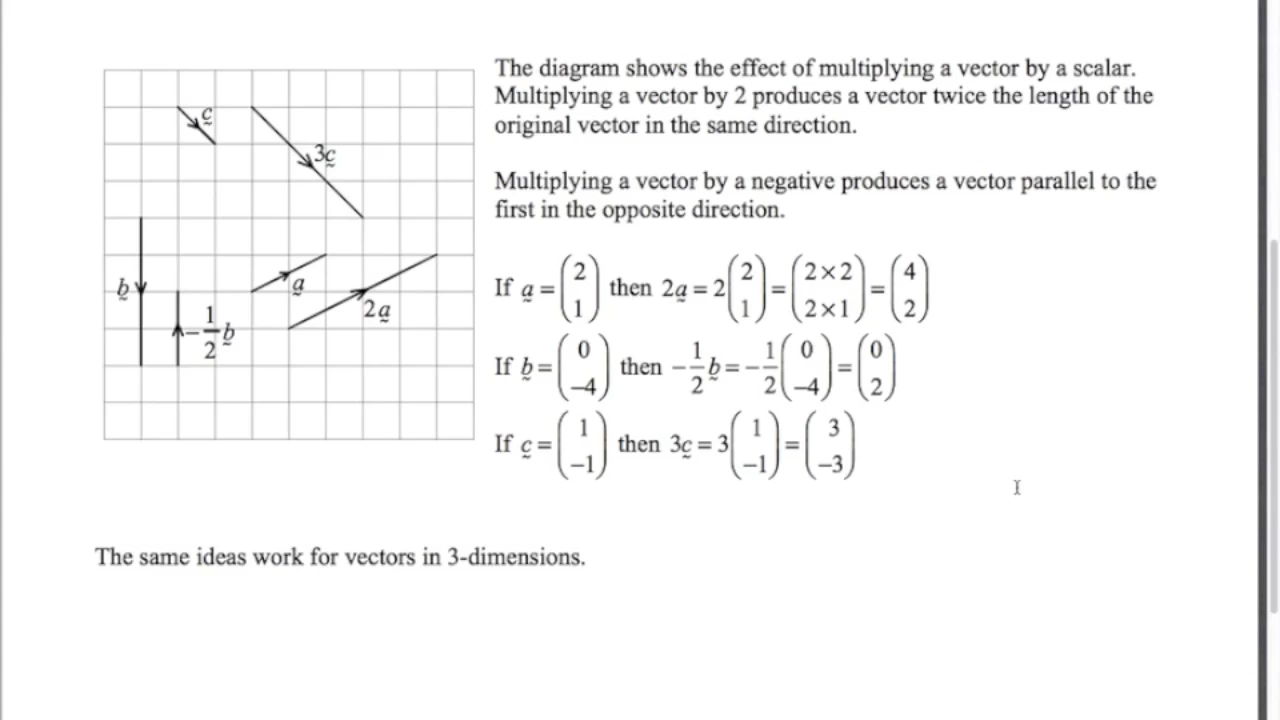 The diagram shows the effect of multiplying a vector by a scalar.
Multiplying a vector by 2 produces a vector twice the length of the
original vector in the same direction.
Multiplying a vector by a negative produces a vector parallel to the
first in the opposite direction.
c
3c
b
-1/2 b
a
2a
If a = (2 1) then 2a = 2(2 1) = (2×2 2×1) = (4 2)
If b = (0 -4) then -1/2 b = -1/2 (0 -4) = (0 2)
If c = (1 -1) then 3c = 3(1 -1) = (3 -3)
The same ideas work for vectors in 3-dimensions.